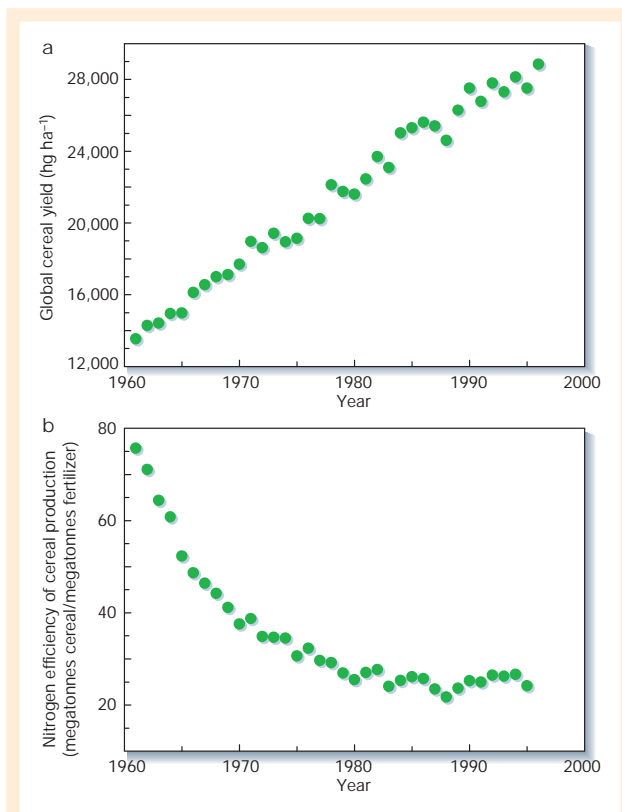 a
Global cereal yield (hg ha⁻¹)
28,000
24,000
20,000
16,000
12,000
1960 1970 1980 1990 2000
Year
b
Nitrogen efficiency of cereal production
(megatonnes cereal/megatonnes fertilizer)
80
60
40
20
1960 1970 1980 1990 2000
Year